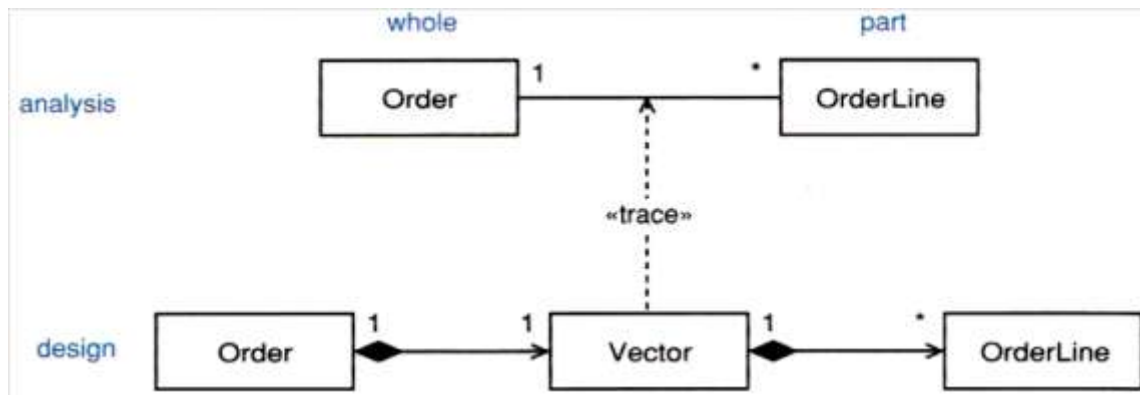 whole part
analysis
Order 1 * OrderLine
«trace»
design
Order 1 1 Vector 1 * OrderLine